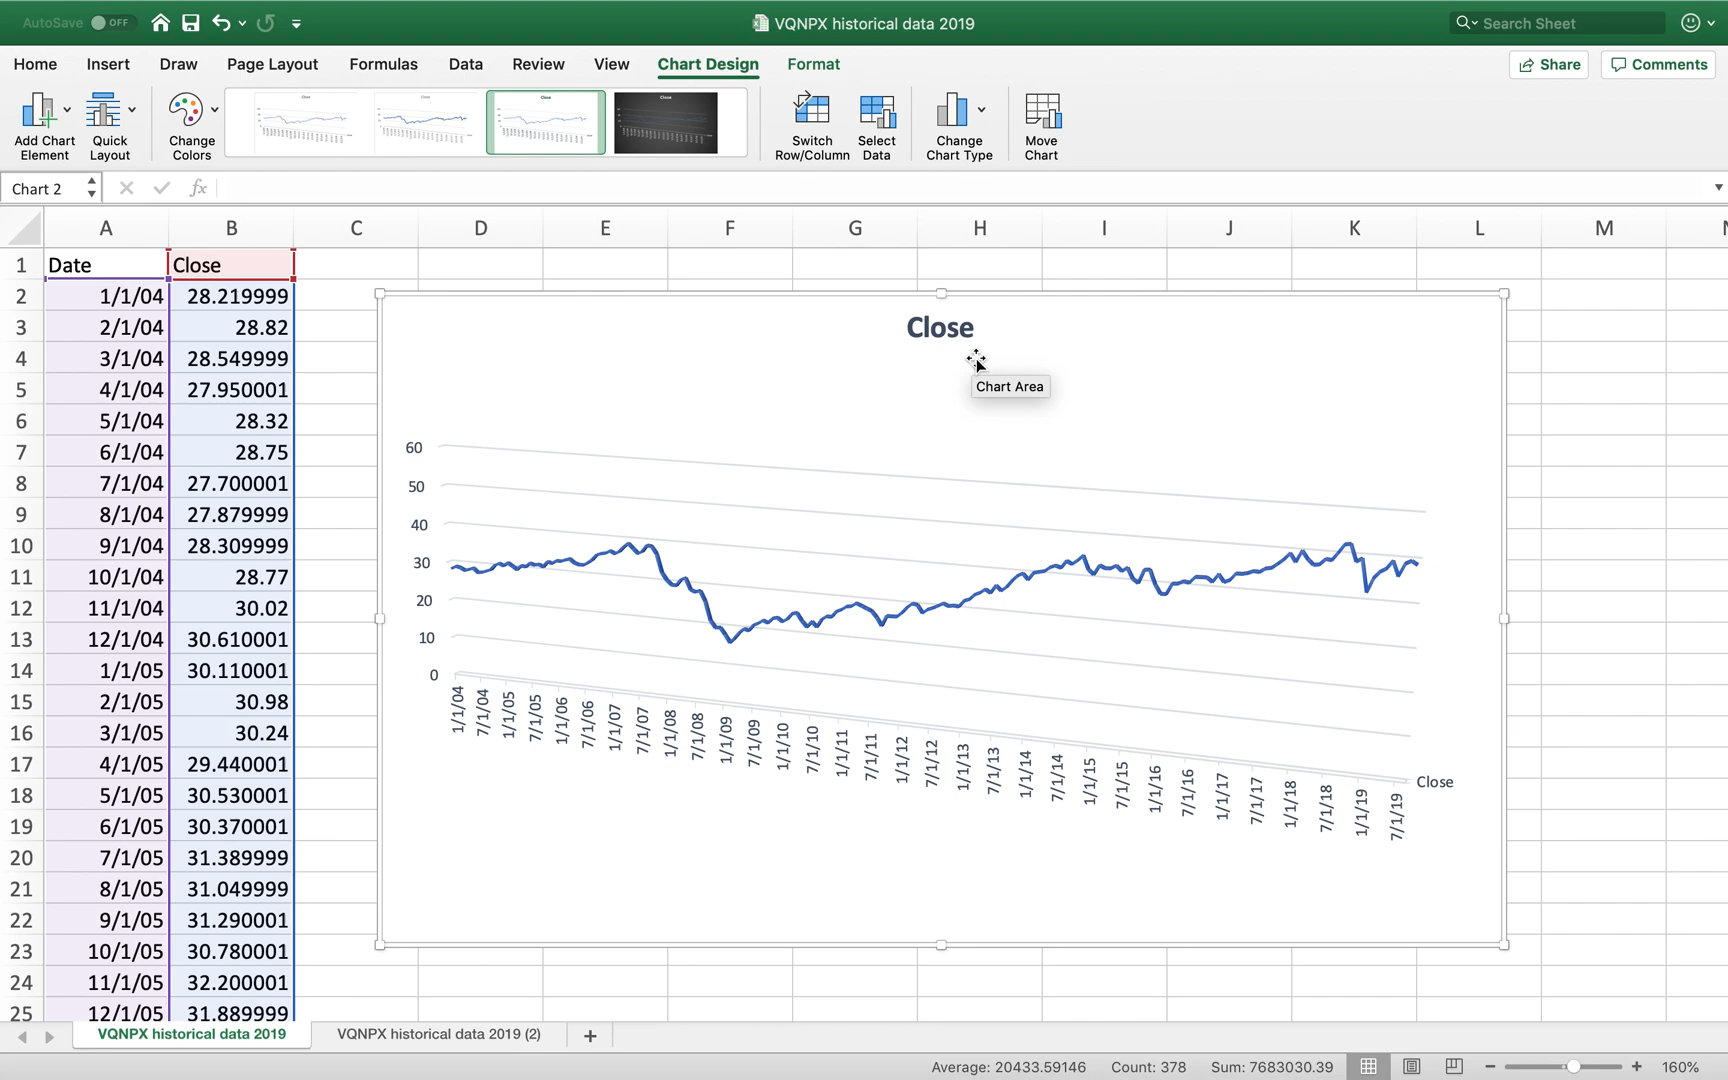 AutoSave OFF
VQNPX historical data 2019
Search Sheet
Home Insert Draw Page Layout Formulas Data Review View Chart Design Format
Share Comments
Add Chart Element
Quick Layout
Change Colors
Close
Close
Close
Close
Switch Row/Column
Select Data
Change Chart Type
Move Chart
Chart 2
fx
A B C D E F G H I J K L M
1 Date Close
2 1/1/04 28.219999
3 2/1/04 28.82
4 3/1/04 28.549999
5 4/1/04 27.950001
6 5/1/04 28.32
7 6/1/04 28.75
8 7/1/04 27.700001
9 8/1/04 27.879999
10 9/1/04 28.309999
11 10/1/04 28.77
12 11/1/04 30.02
13 12/1/04 30.610001
14 1/1/05 30.110001
15 2/1/05 30.98
16 3/1/05 30.24
17 4/1/05 29.440001
18 5/1/05 30.530001
19 6/1/05 30.370001
20 7/1/05 31.389999
21 8/1/05 31.049999
22 9/1/05 31.290001
23 10/1/05 30.780001
24 11/1/05 32.200001
25 12/1/05 31.889999
Close
Chart Area
60
50
40
30
20
10
0
1/1/04 7/1/04 1/1/05 7/1/05 1/1/06 7/1/06 1/1/07 7/1/07 1/1/08 7/1/08 1/1/09 7/1/09 1/1/10 7/1/10 1/1/11 7/1/11 1/1/12 7/1/12 1/1/13 7/1/13 1/1/14 7/1/14 1/1/15 7/1/15 1/1/16 7/1/16 1/1/17 7/1/17 1/1/18 7/1/18 1/1/19 7/1/19
Close
VQNPX historical data 2019
VQNPX historical data 2019 (2)
Average: 20433.59146 Count: 378 Sum: 7683030.39
160%